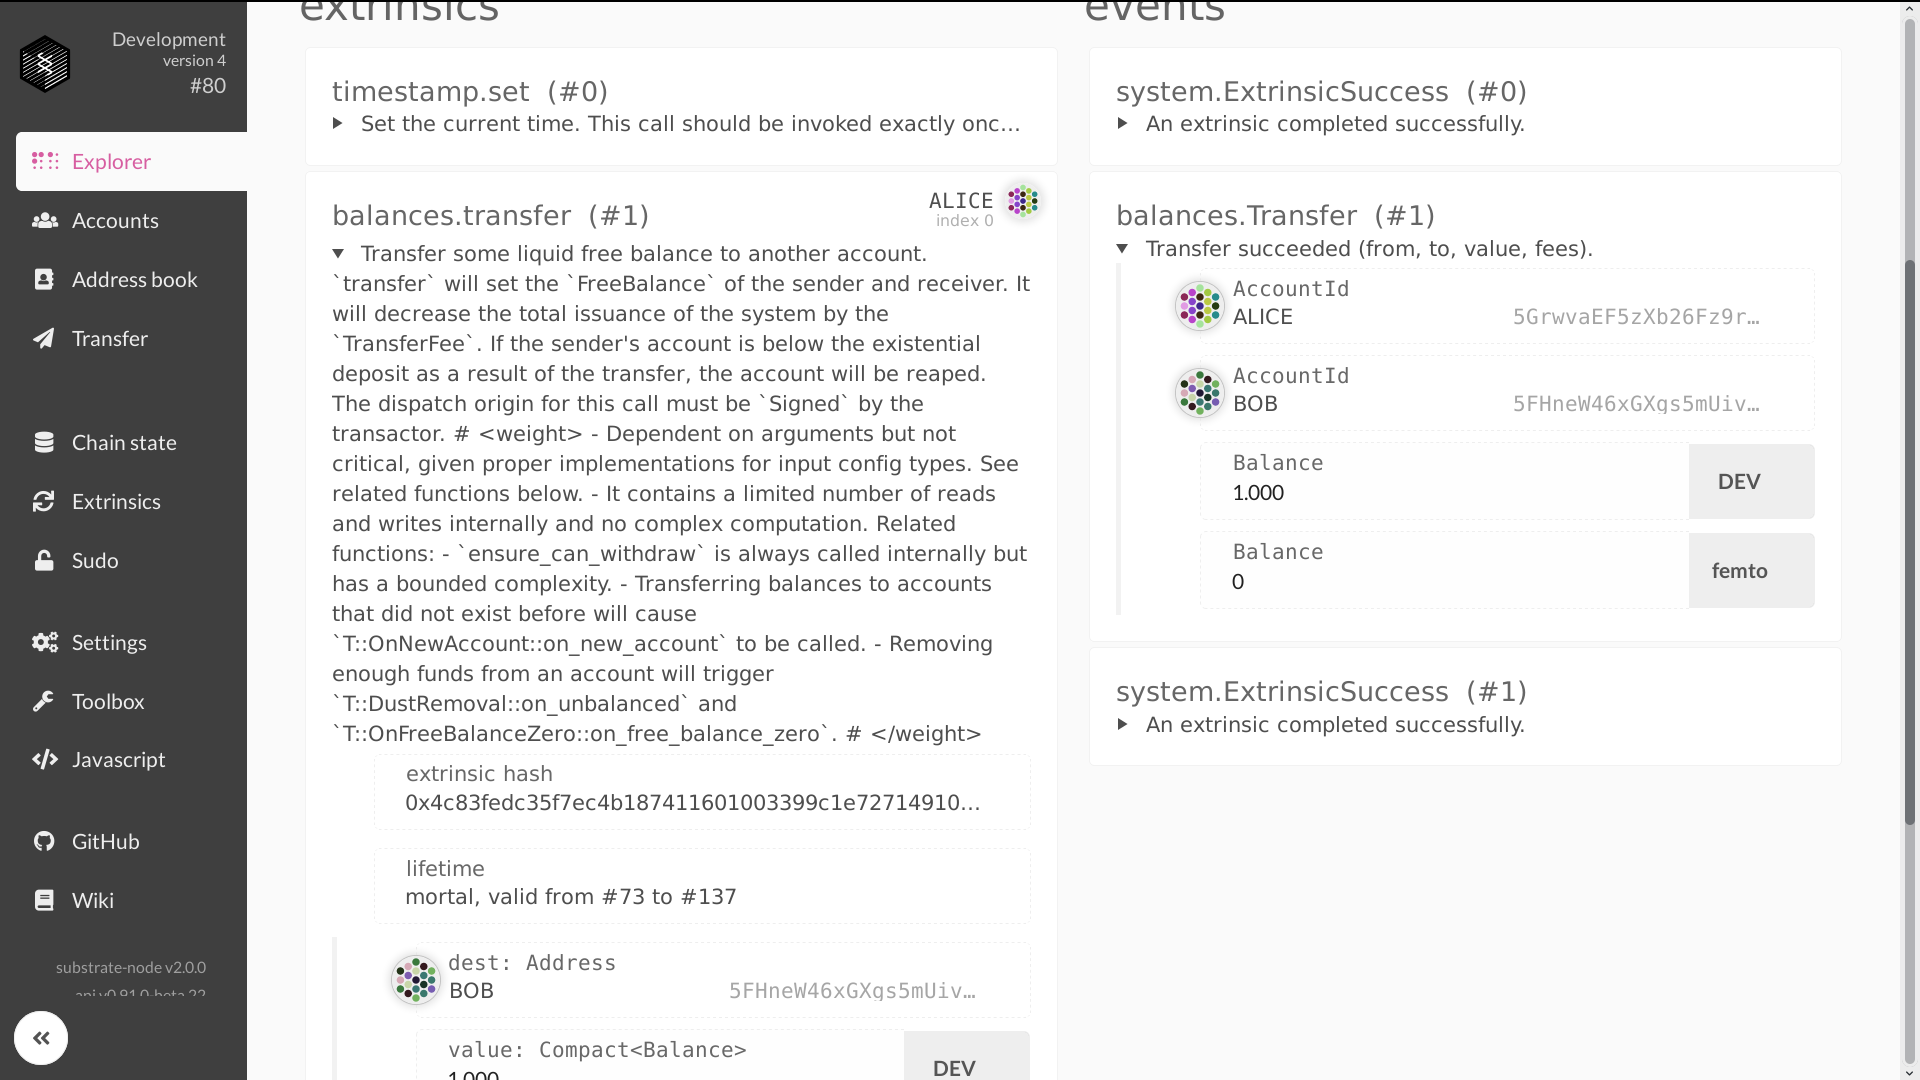 Development
version 4
#80
Explorer
Accounts
Address book
Transfer
Chain state
Extrinsics
Sudo
Settings
Toolbox
Javascript
GitHub
Wiki
substrate-node v2.0.0
api v0.91.0-beta.22
extrinsics
timestamp.set (#0)
Set the current time. This call should be invoked exactly onc...
balances.transfer (#1)
ALICE
index 0
Transfer some liquid free balance to another account.
`transfer` will set the `FreeBalance` of the sender and receiver. It
will decrease the total issuance of the system by the
`TransferFee`. If the sender's account is below the existential
deposit as a result of the transfer, the account will be reaped.
The dispatch origin for this call must be `Signed` by the
transactor. # <weight> - Dependent on arguments but not
critical, given proper implementations for input config types. See
related functions below. - It contains a limited number of reads
and writes internally and no complex computation. Related
functions: - `ensure_can_withdraw` is always called internally but
has a bounded complexity. - Transferring balances to accounts
that did not exist before will cause
`T::OnNewAccount::on_new_account` to be called. - Removing
enough funds from an account will trigger
`T::DustRemoval::on_unbalanced` and
`T::OnFreeBalanceZero::on_free_balance_zero`. # </weight>
extrinsic hash
0x4c83fedc35f7ec4b187411601003399c1e72714910...
lifetime
mortal, valid from #73 to #137
dest: Address
BOB 5FHneW46xGXgs5mUiv...
value: Compact<Balance>
1.000 DEV
events
system.ExtrinsicSuccess (#0)
An extrinsic completed successfully.
balances.Transfer (#1)
Transfer succeeded (from, to, value, fees).
AccountId
ALICE 5GrwvaEF5zXb26Fz9r...
AccountId
BOB 5FHneW46xGXgs5mUiv...
Balance
1.000 DEV
Balance
0 femto
system.ExtrinsicSuccess (#1)
An extrinsic completed successfully.